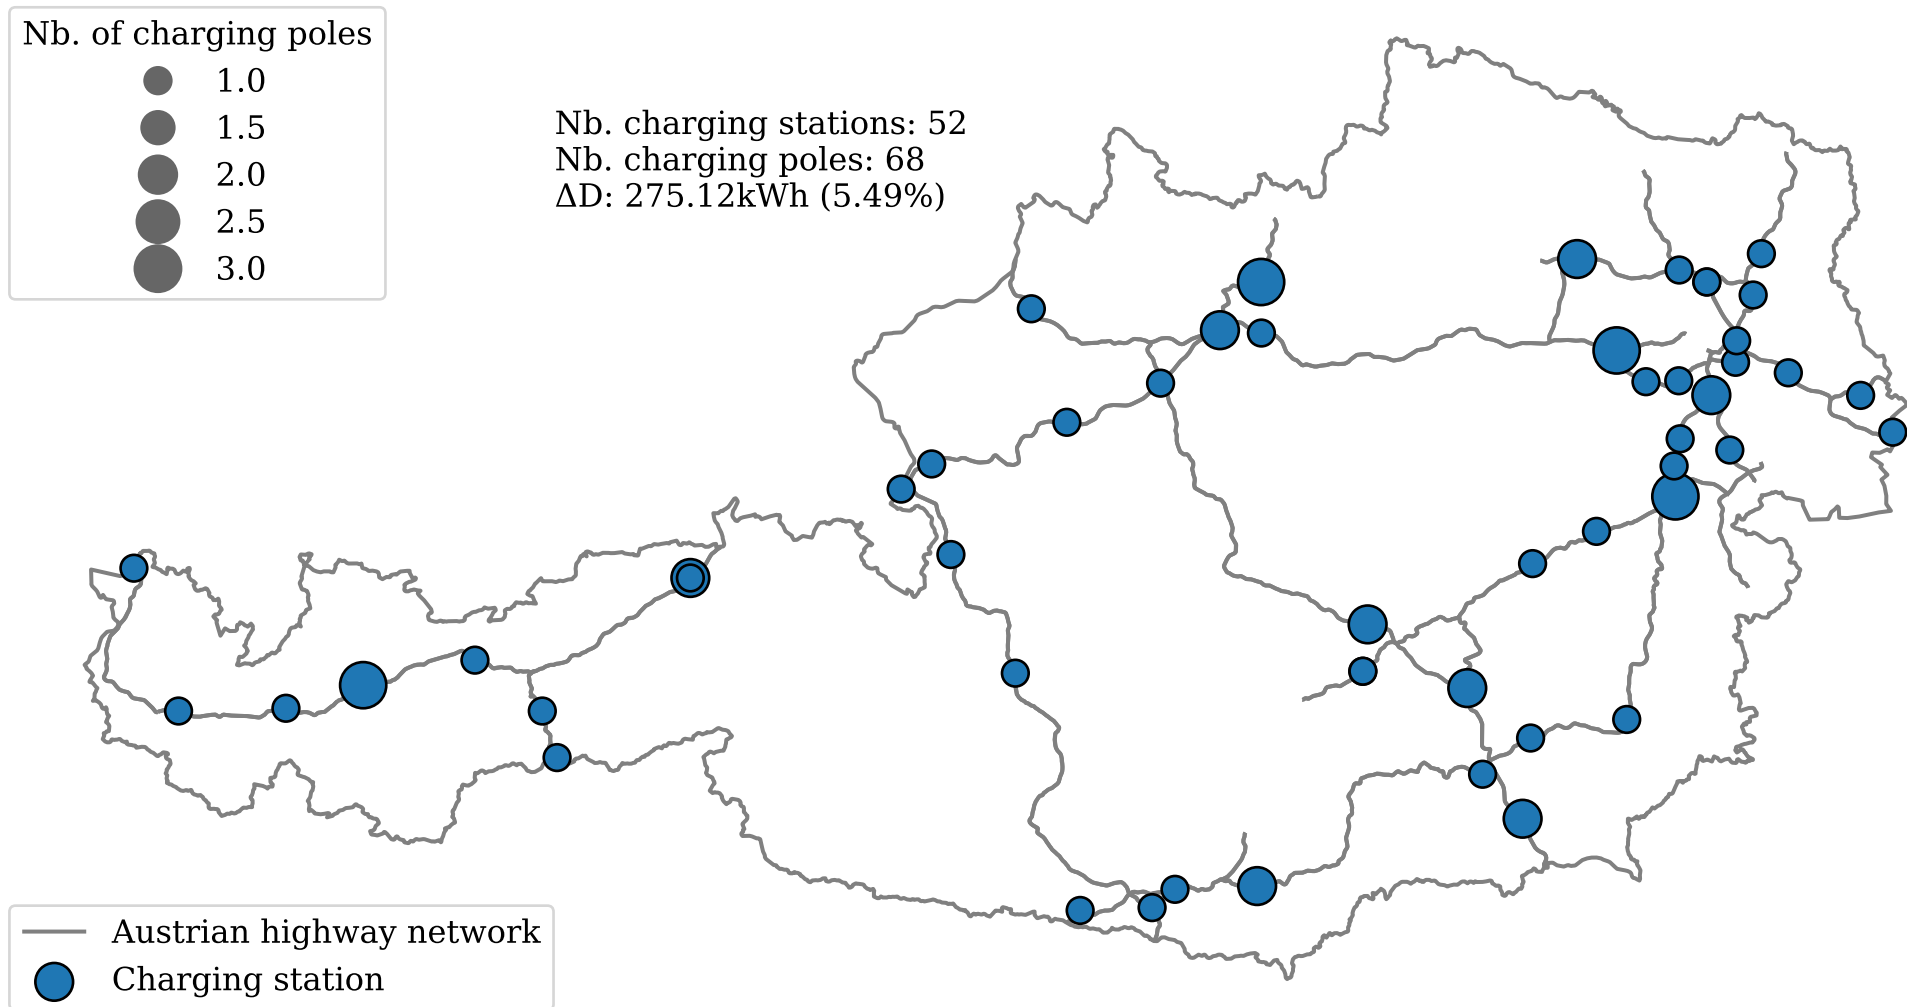 Nb. of charging poles
1.0
1.5
2.0
2.5
3.0
Nb. charging stations: 52
Nb. charging poles: 68
ΔD: 275.12kWh (5.49%)
Austrian highway network
Charging station